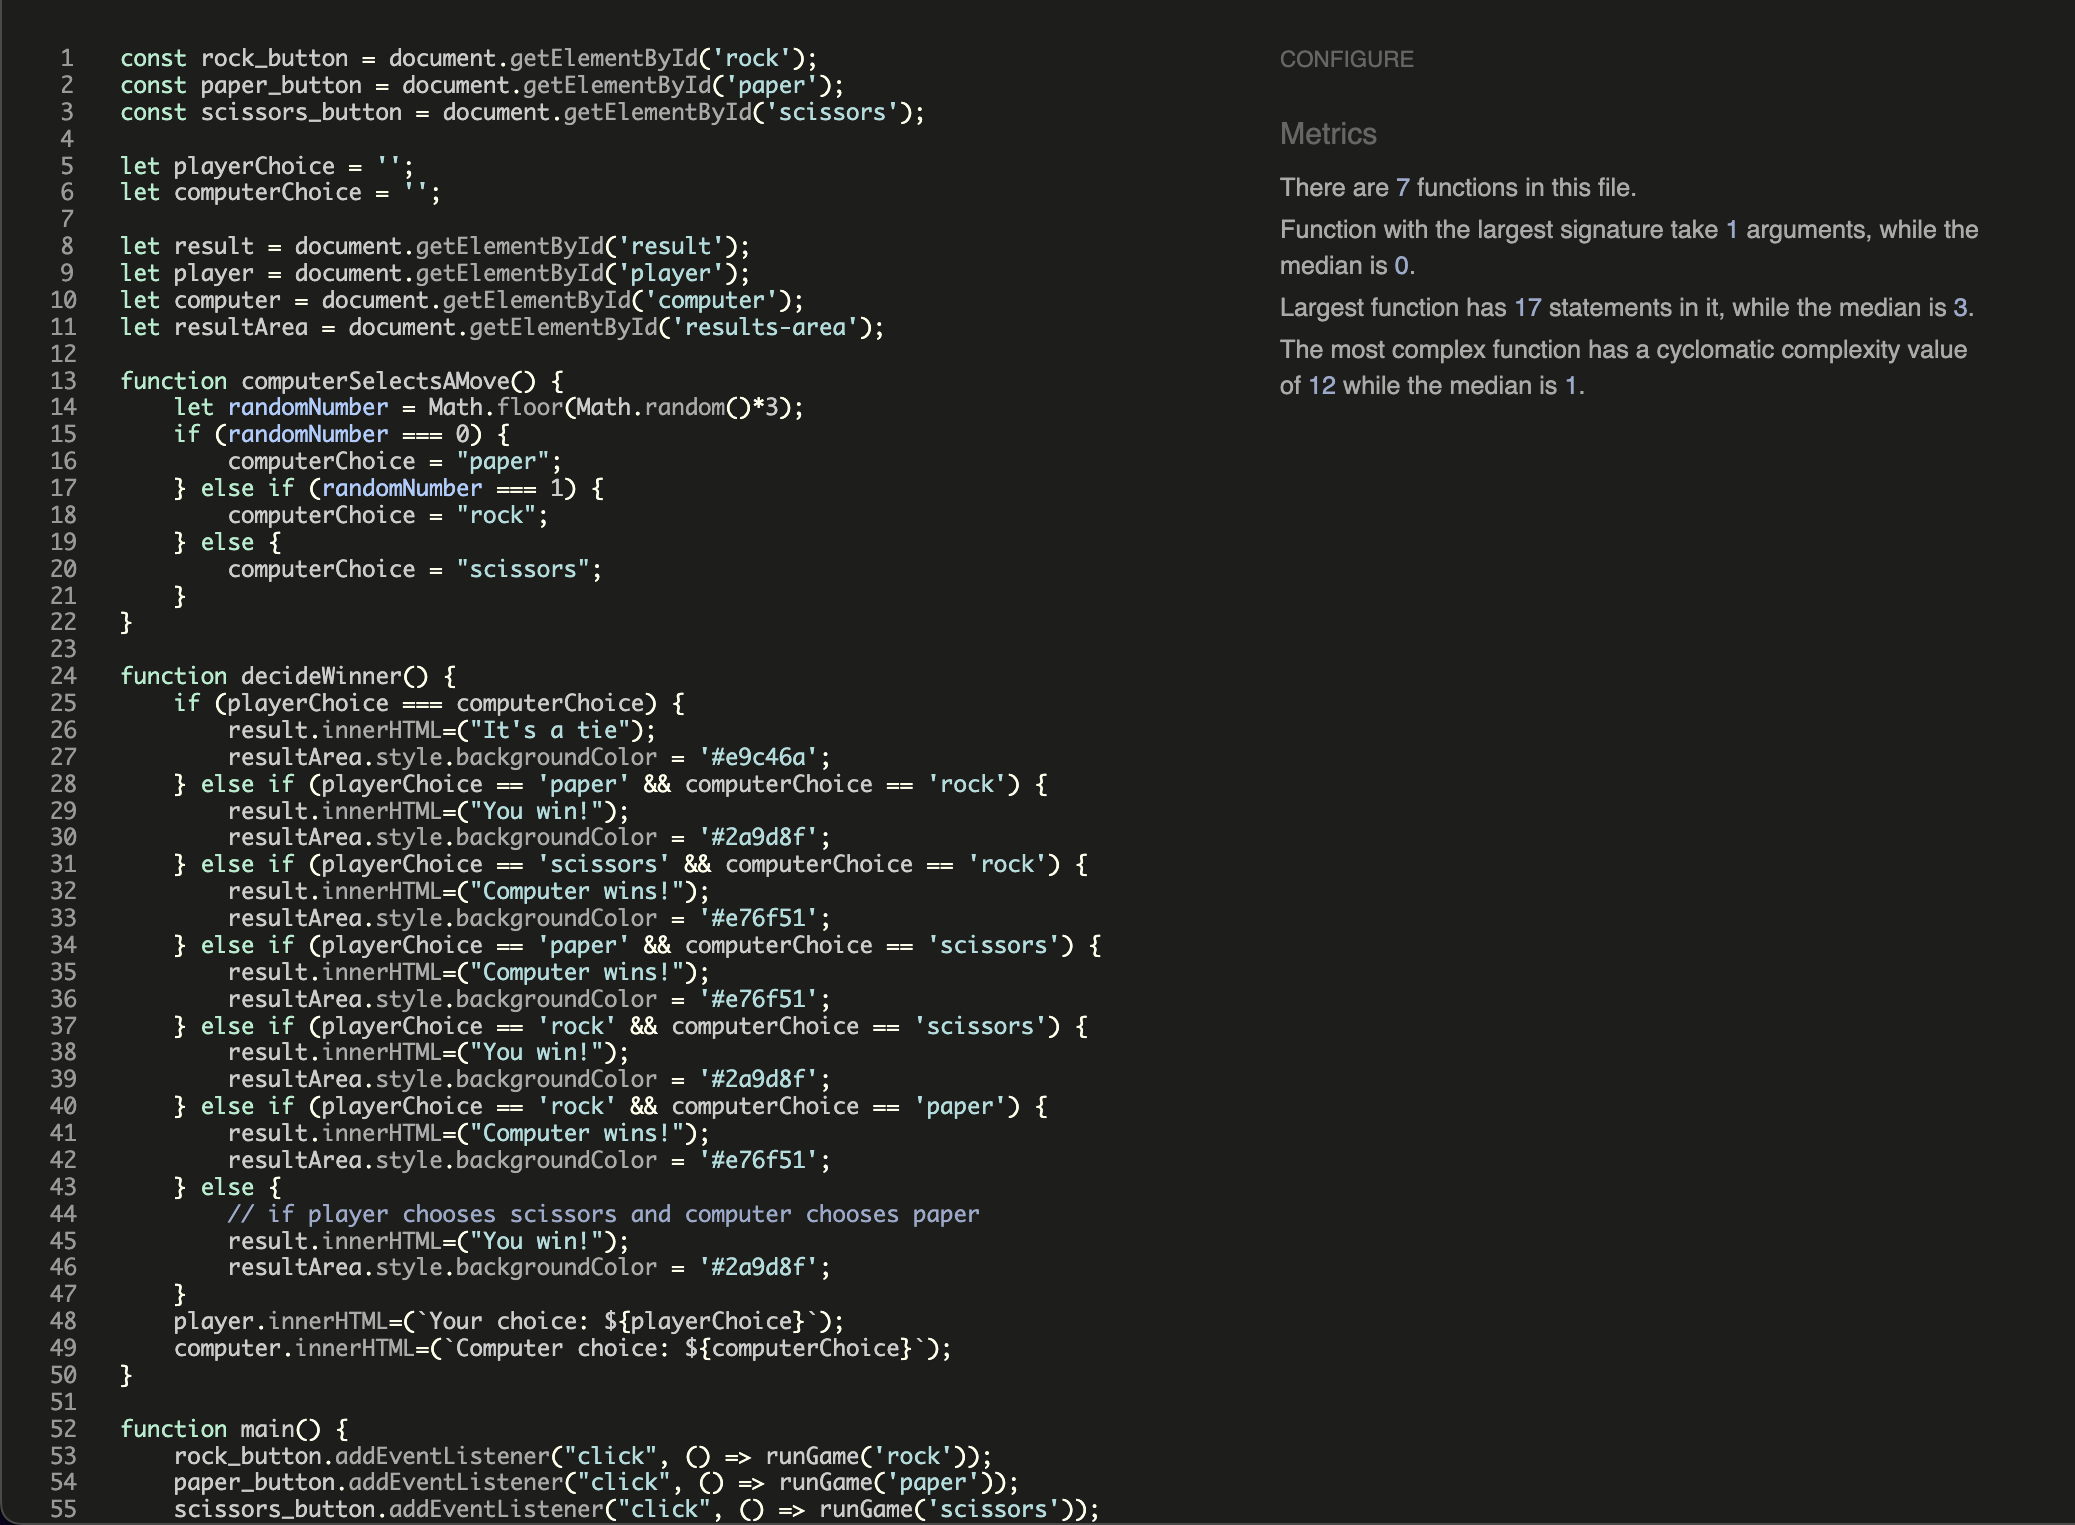 1 const rock_button = document.getElementById('rock');
2 const paper_button = document.getElementById('paper');
3 const scissors_button = document.getElementById('scissors');
4
5 let playerChoice = '';
6 let computerChoice = '';
7
8 let result = document.getElementById('result');
9 let player = document.getElementById('player');
10 let computer = document.getElementById('computer');
11 let resultArea = document.getElementById('results-area');
12
13 function computerSelectsAMove() {
14     let randomNumber = Math.floor(Math.random()*3);
15     if (randomNumber === 0) {
16         computerChoice = "paper";
17     } else if (randomNumber === 1) {
18         computerChoice = "rock";
19     } else {
20         computerChoice = "scissors";
21     }
22 }
23
24 function decideWinner() {
25     if (playerChoice === computerChoice) {
26         result.innerHTML=("It's a tie");
27         resultArea.style.backgroundColor = '#e9c46a';
28     } else if (playerChoice == 'paper' && computerChoice == 'rock') {
29         result.innerHTML=("You win!");
30         resultArea.style.backgroundColor = '#2a9d8f';
31     } else if (playerChoice == 'scissors' && computerChoice == 'rock') {
32         result.innerHTML=("Computer wins!");
33         resultArea.style.backgroundColor = '#e76f51';
34     } else if (playerChoice == 'paper' && computerChoice == 'scissors') {
35         result.innerHTML=("Computer wins!");
36         resultArea.style.backgroundColor = '#e76f51';
37     } else if (playerChoice == 'rock' && computerChoice == 'scissors') {
38         result.innerHTML=("You win!");
39         resultArea.style.backgroundColor = '#2a9d8f';
40     } else if (playerChoice == 'rock' && computerChoice == 'paper') {
41         result.innerHTML=("Computer wins!");
42         resultArea.style.backgroundColor = '#e76f51';
43     } else {
44         // if player chooses scissors and computer chooses paper
45         result.innerHTML=("You win!");
46         resultArea.style.backgroundColor = '#2a9d8f';
47     }
48     player.innerHTML=(`Your choice: ${playerChoice}`);
49     computer.innerHTML=(`Computer choice: ${computerChoice}`);
50 }
51
52 function main() {
53     rock_button.addEventListener("click", () => runGame('rock'));
54     paper_button.addEventListener("click", () => runGame('paper'));
55     scissors_button.addEventListener("click", () => runGame('scissors'));
CONFIGURE
Metrics
There are 7 functions in this file.
Function with the largest signature take 1 arguments, while the
median is 0.
Largest function has 17 statements in it, while the median is 3.
The most complex function has a cyclomatic complexity value
of 12 while the median is 1.